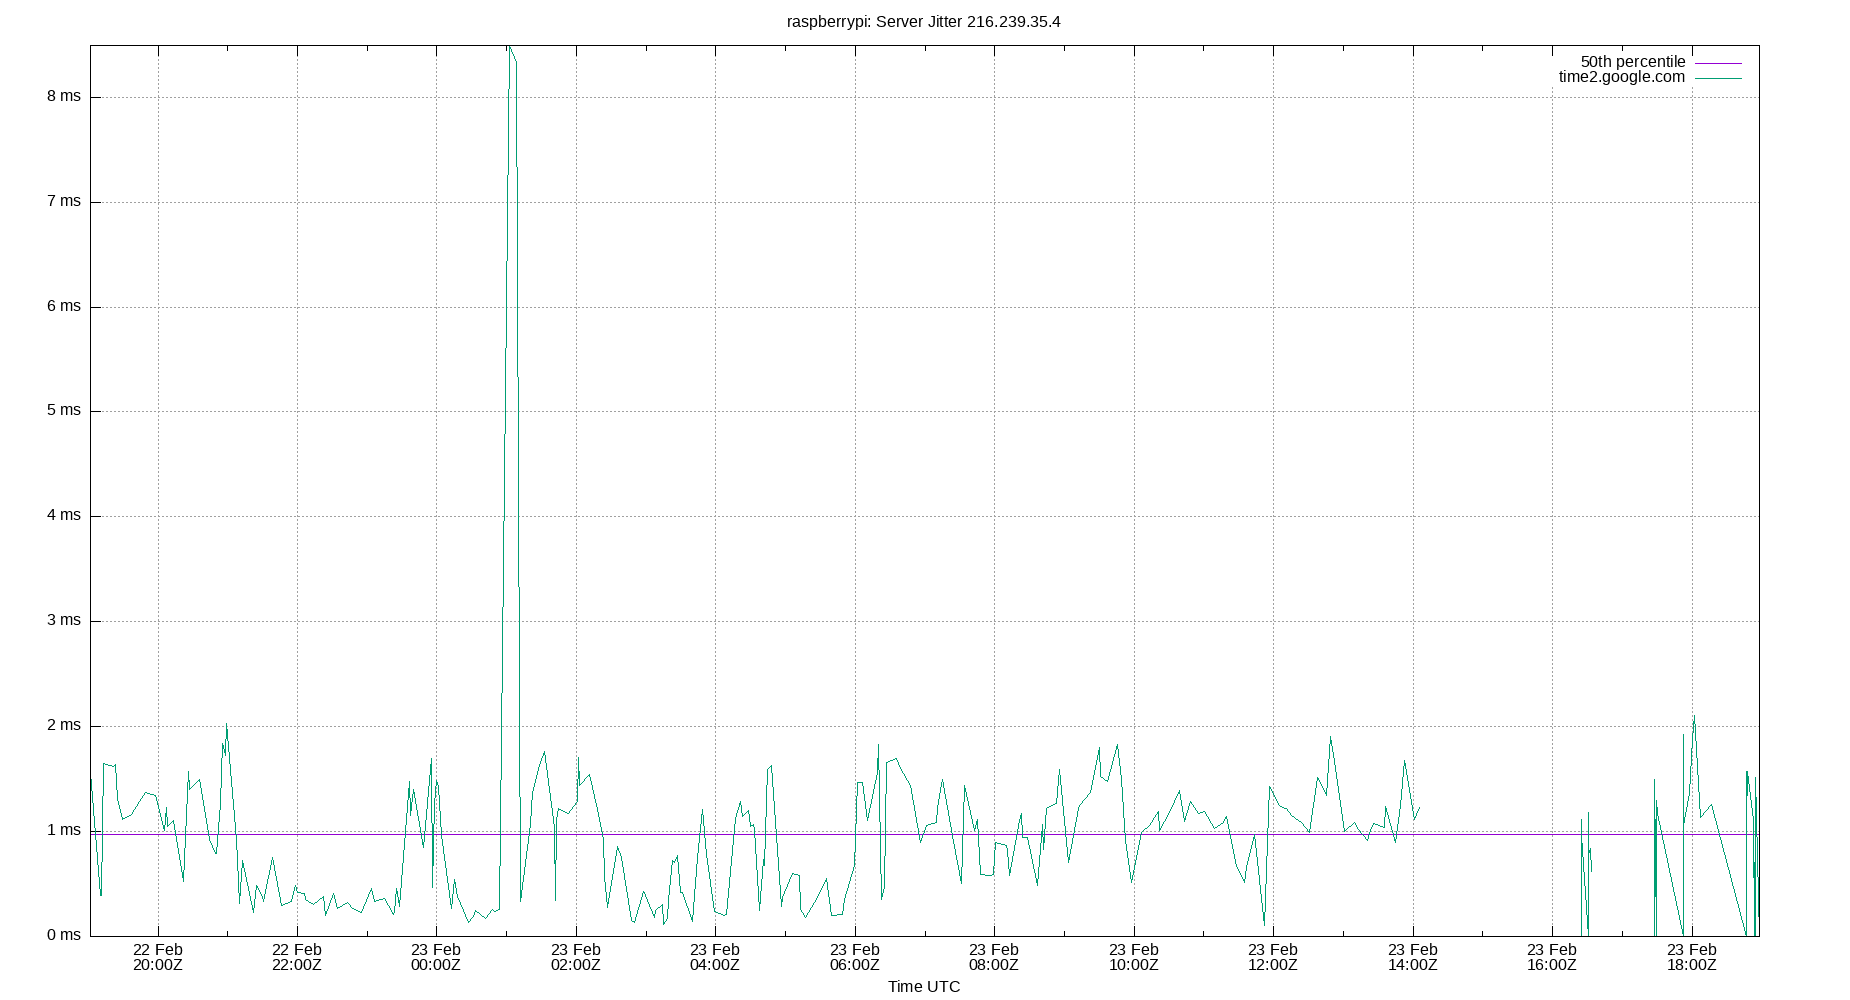 raspberrypi: Server Jitter 216.239.35.4
50th percentile
time2.google.com
8 ms
7 ms
6 ms
5 ms
4 ms
3 ms
2 ms
1 ms
0 ms
22 Feb 22 Feb 23 Feb 23 Feb 23 Feb 23 Feb 23 Feb 23 Feb 23 Feb 23 Feb 23 Feb 23 Feb
20:00Z 22:00Z 00:00Z 02:00Z 04:00Z 06:00Z 08:00Z 10:00Z 12:00Z 14:00Z 16:00Z 18:00Z
Time UTC